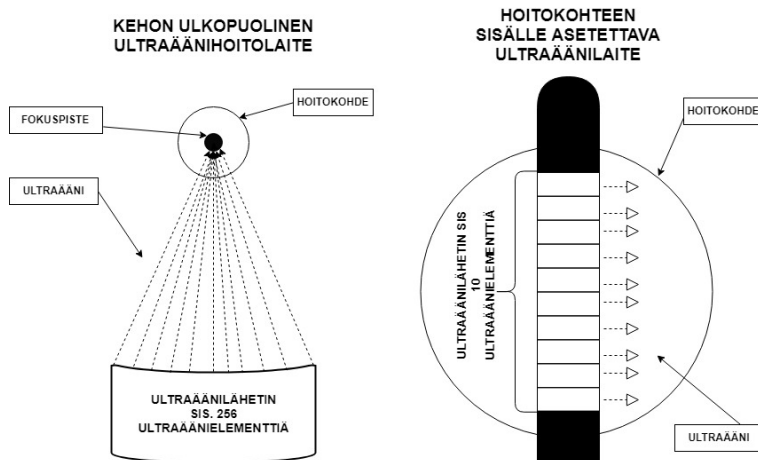 KEHON ULKOPUOLINEN
ULTRAÄÄNIHOITOLAITE
HOITOKOHDE
FOKUSPISTE
ULTRAÄÄNI
ULTRAÄÄNILÄHETIN
SIS. 256
ULTRAÄÄNIELEMENTTIÄ
HOITOKOHTEEN
SISÄLLE ASETETTAVA
ULTRAÄÄNILAITE
HOITOKOHDE
ULTRAÄÄNILÄHETIN SIS
10
ULTRAÄÄNIELEMENTTIÄ
ULTRAÄÄNI